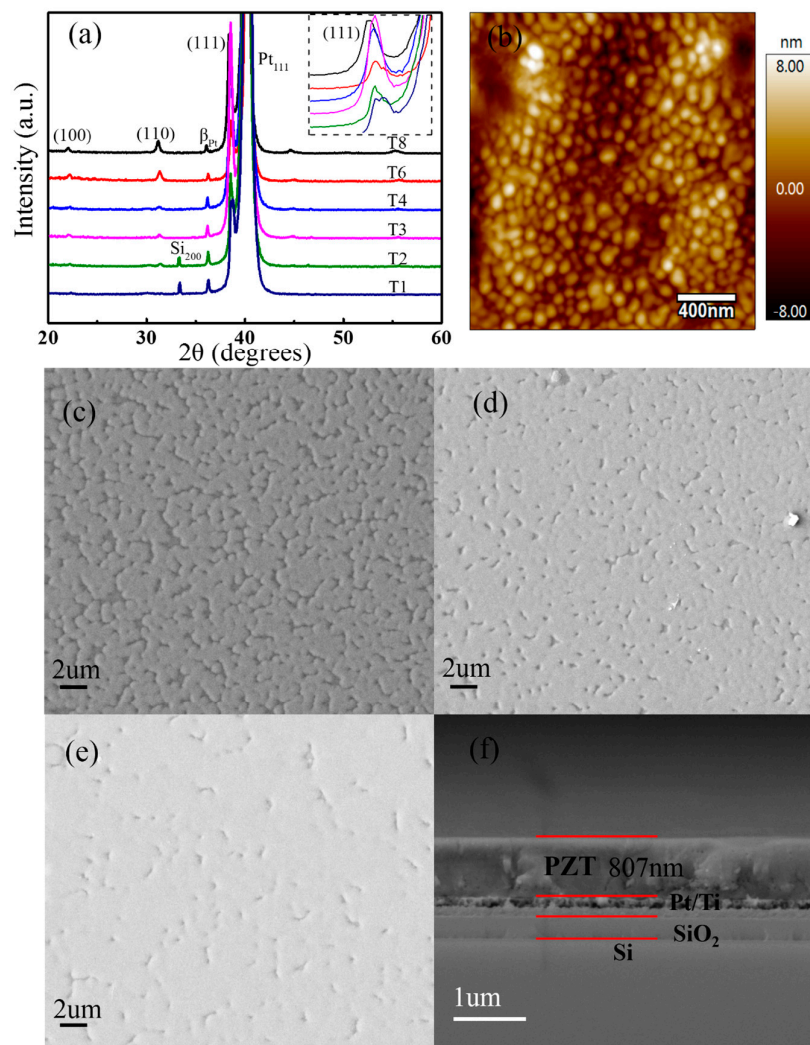 (a)
(111)
Pt111
(111)
(100)
(110)
βPt
T8
T6
T4
T3
Si200
T2
T1
Intensity (a.u.)
20 30 40 50 60
2θ (degrees)
(b)
nm
8.00
0.00
-8.00
400nm
(c)
2um
(d)
2um
(e)
2um
(f)
PZT 807nm
Pt/Ti
SiO2
Si
1um